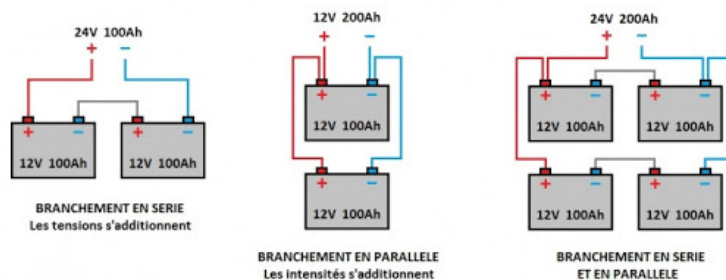 24V 100Ah
+ −
+ − + −
12V 100Ah 12V 100Ah
BRANCHEMENT EN SERIE
Les tensions s'additionnent
12V 200Ah
+ −
+ −
12V 100Ah
+ −
12V 100Ah
BRANCHEMENT EN PARALLELE
Les intensités s'additionnent
24V 200Ah
+ −
+ − + −
12V 100Ah 12V 100Ah
+ − + −
12V 100Ah 12V 100Ah
BRANCHEMENT EN SERIE
ET EN PARALLELE